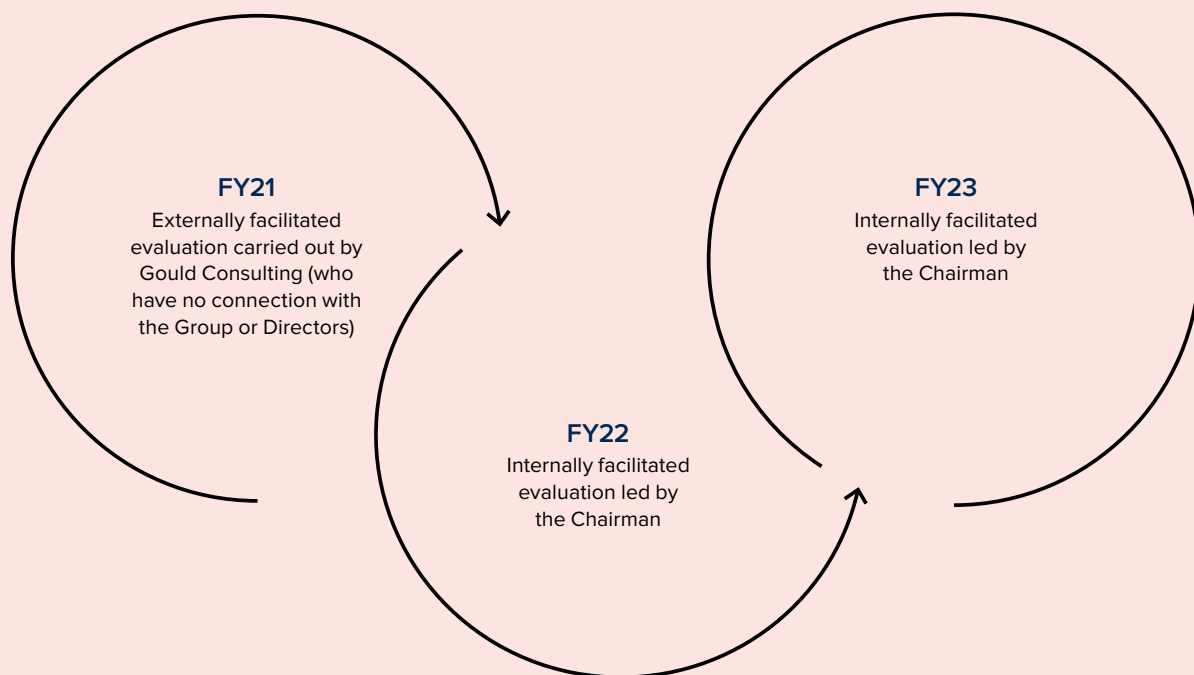 FY21
Externally facilitated
evaluation carried out by
Gould Consulting (who
have no connection with
the Group or Directors)
FY22
Internally facilitated
evaluation led by
the Chairman
FY23
Internally facilitated
evaluation led by
the Chairman